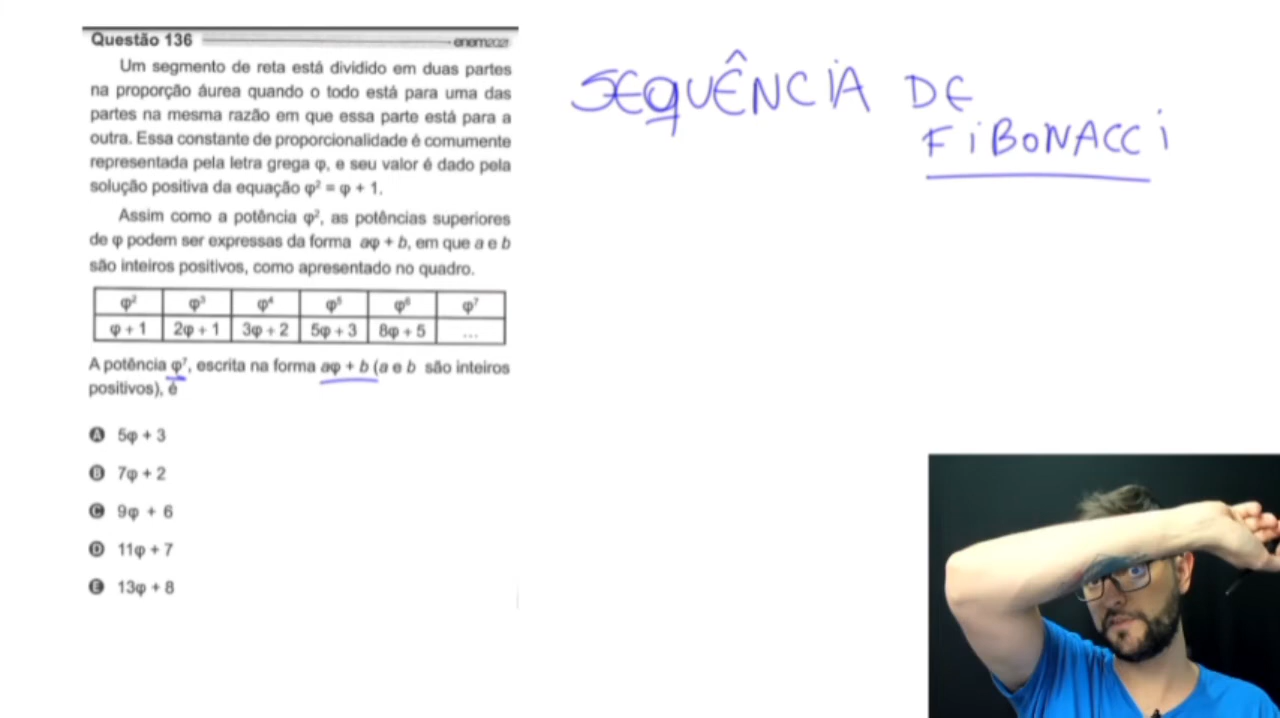 Questão 136
enem2021
Um segmento de reta está dividido em duas partes
na proporção áurea quando o todo está para uma das
partes na mesma razão em que essa parte está para a
outra. Essa constante de proporcionalidade é comumente
representada pela letra grega φ, e seu valor é dado pela
solução positiva da equação φ² = φ + 1.
Assim como a potência φ², as potências superiores
de φ podem ser expressas da forma aφ + b, em que a e b
são inteiros positivos, como apresentado no quadro.
φ² φ³ φ⁴ φ⁵ φ⁶ φ⁷
φ + 1 2φ + 1 3φ + 2 5φ + 3 8φ + 5 ...
A potência φ⁷, escrita na forma aφ + b (a e b são inteiros
positivos), é
A 5φ + 3
B 7φ + 2
C 9φ + 6
D 11φ + 7
E 13φ + 8
SEQUÊNCIA DE
FIBONACCI